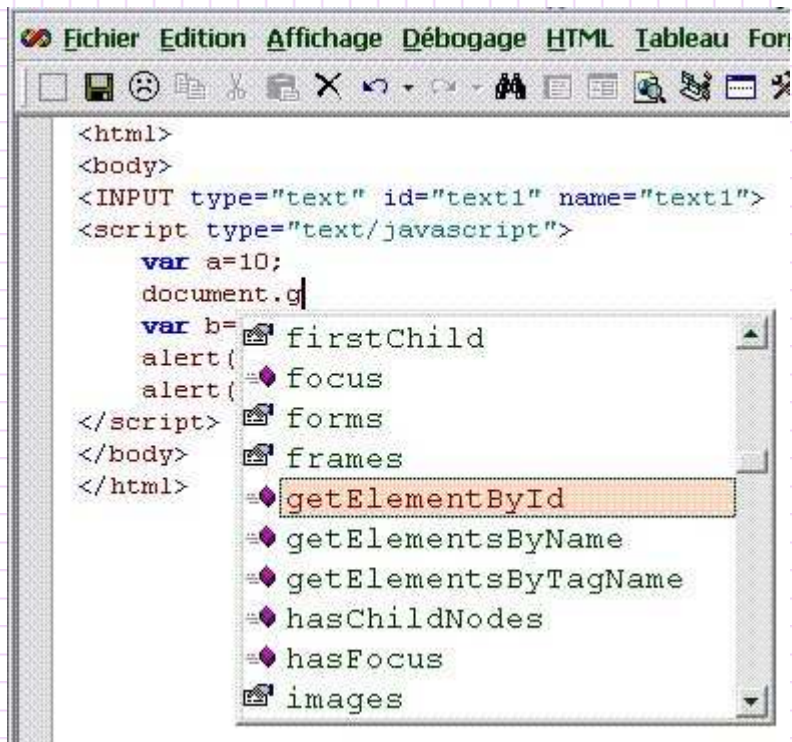 Fichier Edition Affichage Débogage HTML Tableau For
<html>
<body>
<INPUT type="text" id="text1" name="text1">
<script type="text/javascript">
var a=10;
document.g
var b=
alert(
alert(
</script>
</body>
</html>
firstChild
focus
forms
frames
getElementById
getElementsByName
getElementsByTagName
hasChildNodes
hasFocus
images